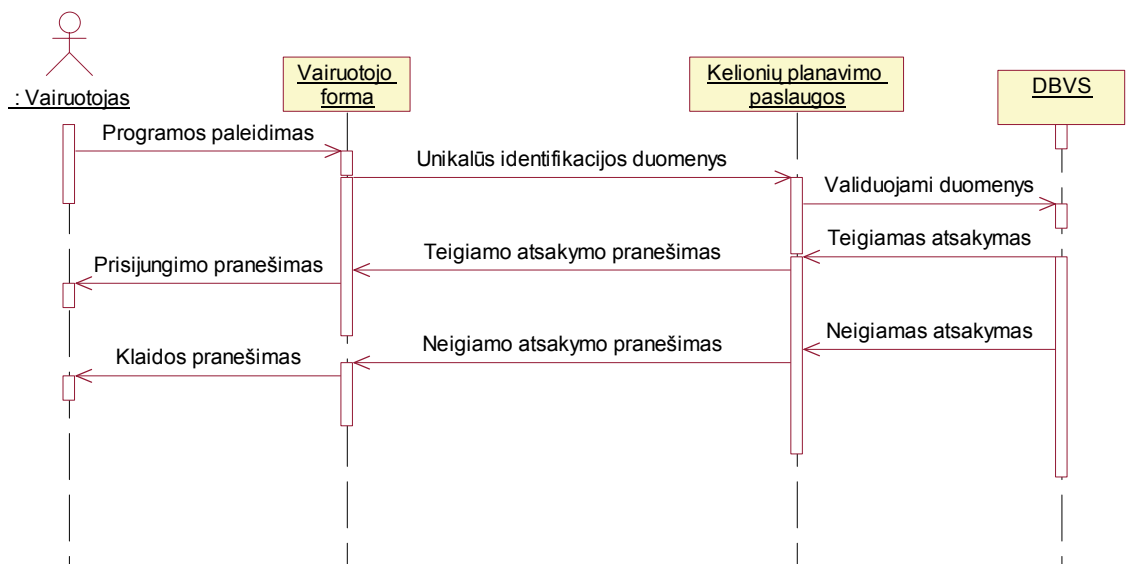 : Vairuotojas
Vairuotojo
forma
Kelionių planavimo
paslaugos
DBVS
Programos paleidimas
Unikalūs identifikacijos duomenys
Validuojami duomenys
Teigiamas atsakymas
Teigiamo atsakymo pranešimas
Prisijungimo pranešimas
Neigiamas atsakymas
Neigiamo atsakymo pranešimas
Klaidos pranešimas